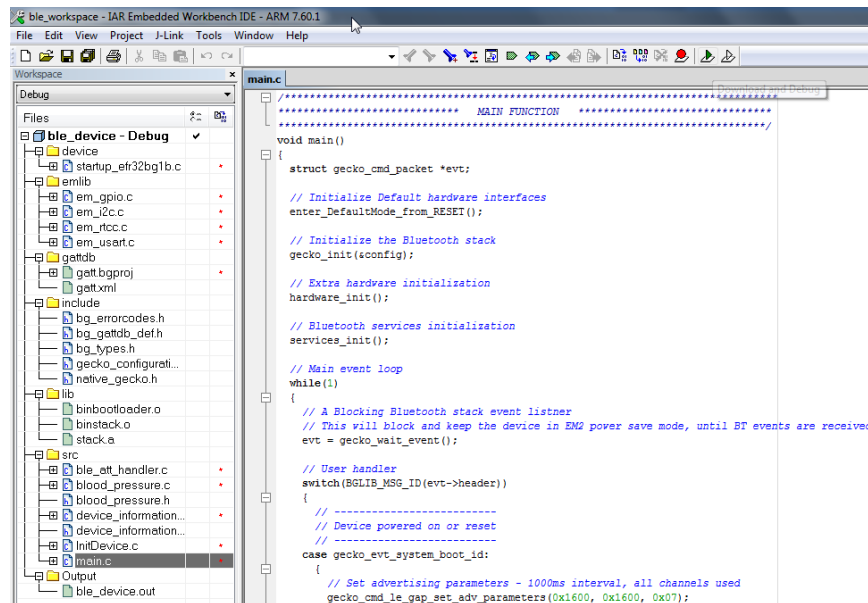 ble_workspace - IAR Embedded Workbench IDE - ARM 7.60.1
File Edit View Project J-Link Tools Window Help
Workspace
Debug
Files
ble_device - Debug
device
startup_efr32bg1b.c
emlib
em_gpio.c
em_i2c.c
em_rtcc.c
em_usart.c
gattdb
gatt.bgproj
gatt.xml
include
bg_errorcodes.h
bg_gattdb_def.h
bg_types.h
gecko_configurati...
native_gecko.h
lib
binbootloader.o
binstack.o
stack.a
src
ble_att_handler.c
blood_pressure.c
blood_pressure.h
device_information...
device_information...
InitDevice.c
main.c
Output
ble_device.out
main.c
Download and Debug
/*******************************************************************************
***************************** MAIN FUNCTION *****************************
*******************************************************************************/
void main()
{
struct gecko_cmd_packet *evt;
// Initialize Default hardware interfaces
enter_DefaultMode_from_RESET();
// Initialize the Bluetooth stack
gecko_init(&config);
// Extra hardware initialization
hardware_init();
// Bluetooth services initialization
services_init();
// Main event loop
while(1)
{
// A Blocking Bluetooth stack event listner
// This will block and keep the device in EM2 power save mode, until BT events are received
evt = gecko_wait_event();
// User handler
switch(BGLIB_MSG_ID(evt->header))
{
// --------------------------
// Device powered on or reset
// --------------------------
case gecko_evt_system_boot_id:
{
// Set advertising parameters - 1000ms interval, all channels used
gecko_cmd_le_gap_set_adv_parameters(0x1600, 0x1600, 0x07);